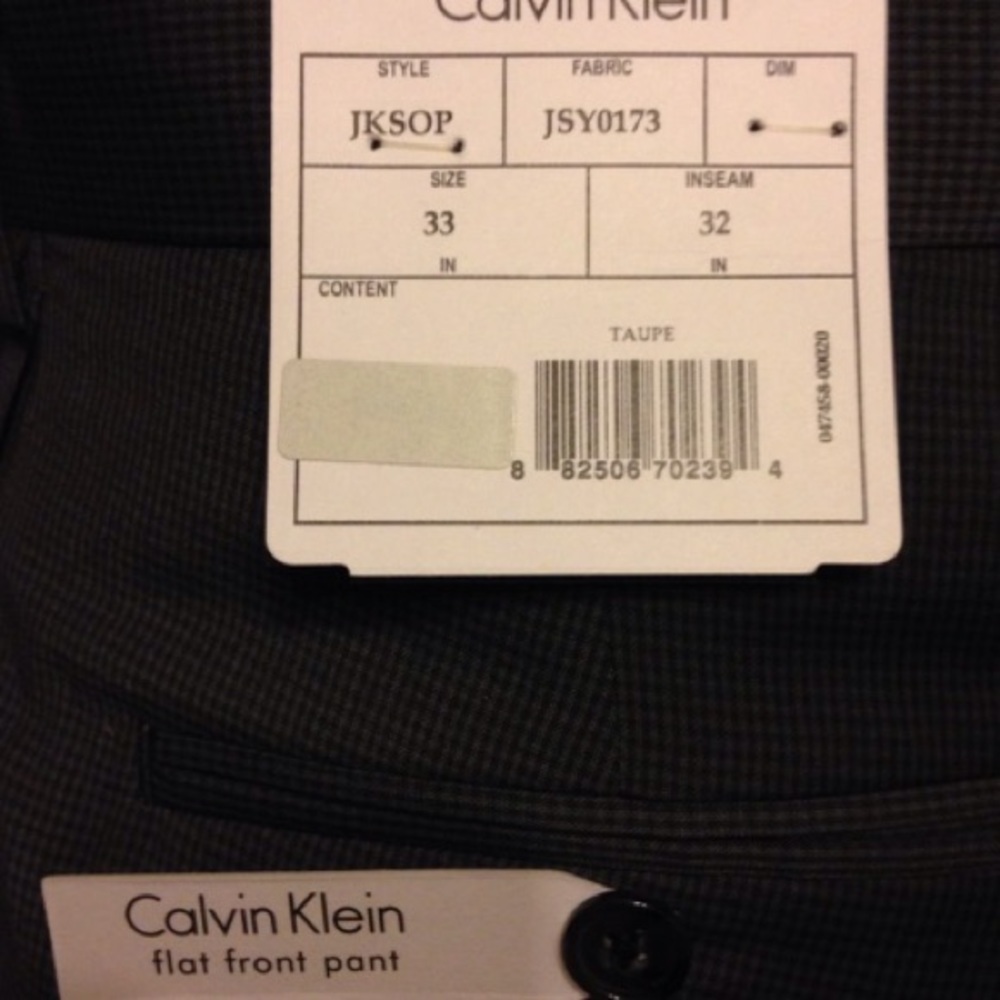 Calvin Klein
STYLE FABRIC DIM
JKSOP JSY0173
SIZE INSEAM
33 32
IN IN
CONTENT
TAUPE
047458-00020
8 82506 70239 4
Calvin Klein
flat front pant